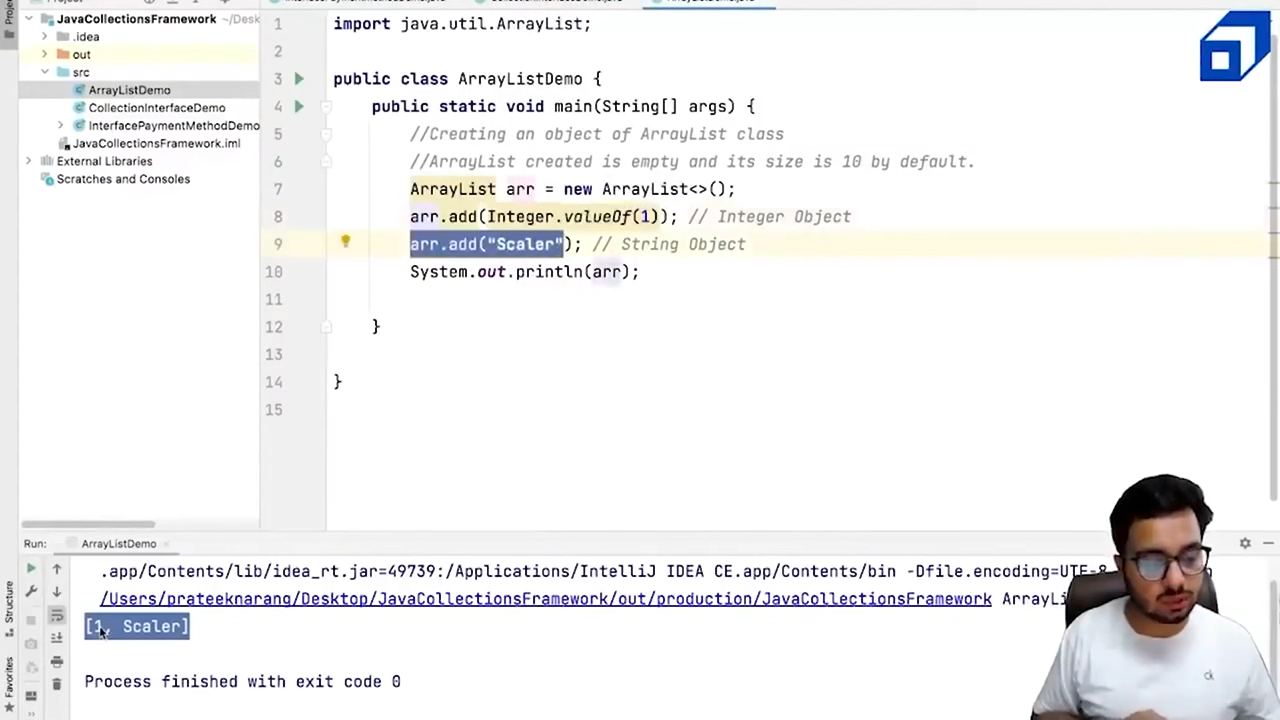 JavaCollectionsFramework ~/Desk
.idea
out
src
ArrayListDemo
CollectionInterfaceDemo
InterfacePaymentMethodDemo
JavaCollectionsFramework.iml
External Libraries
Scratches and Consoles
1 import java.util.ArrayList;
2
3 public class ArrayListDemo {
4 public static void main(String[] args) {
5 //Creating an object of ArrayList class
6 //ArrayList created is empty and its size is 10 by default.
7 ArrayList arr = new ArrayList<>();
8 arr.add(Integer.valueOf(1)); // Integer Object
9 arr.add("Scaler"); // String Object
10 System.out.println(arr);
11
12 }
13
14 }
15
Run: ArrayListDemo
.app/Contents/lib/idea_rt.jar=49739:/Applications/IntelliJ IDEA CE.app/Contents/bin -Dfile.encoding=UTF-8
/Users/prateeknarang/Desktop/JavaCollectionsFramework/out/production/JavaCollectionsFramework ArrayLi
[1, Scaler]
Process finished with exit code 0
Structure
Favorites